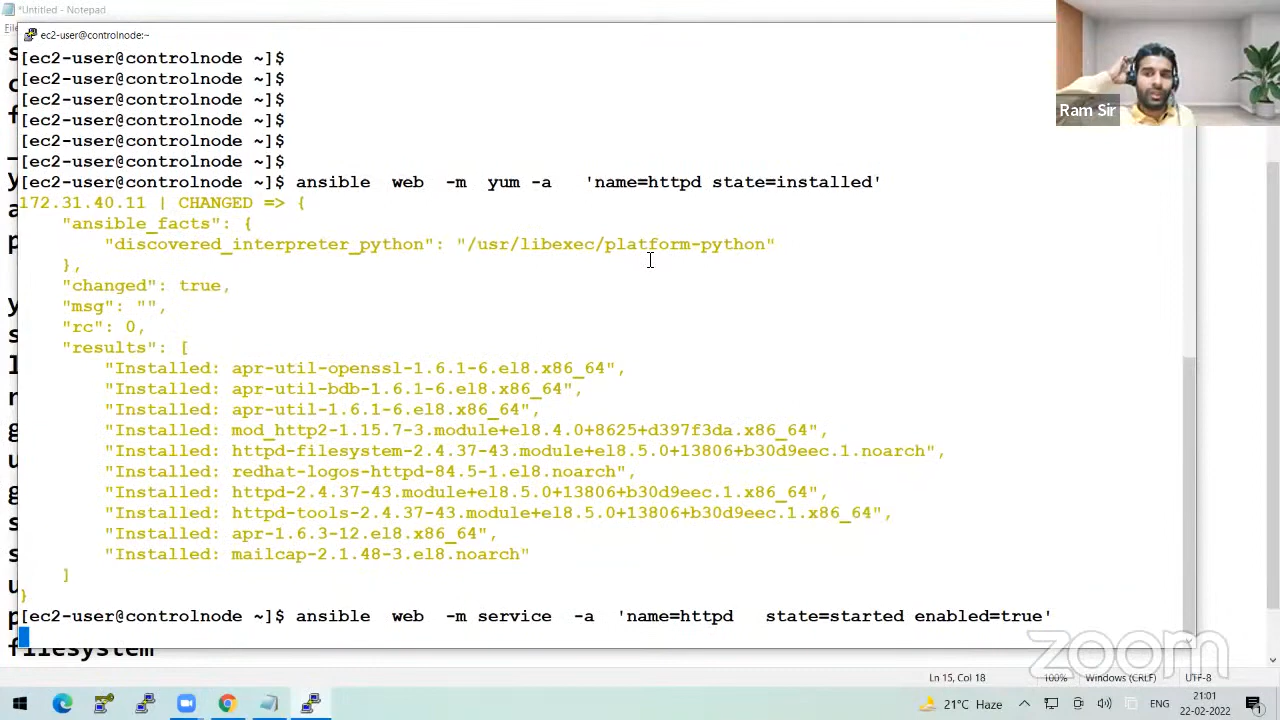 *Untitled - Notepad
ec2-user@controlnode:~
[ec2-user@controlnode ~]$
[ec2-user@controlnode ~]$
[ec2-user@controlnode ~]$
[ec2-user@controlnode ~]$
[ec2-user@controlnode ~]$
[ec2-user@controlnode ~]$
[ec2-user@controlnode ~]$ ansible web -m yum -a 'name=httpd state=installed'
172.31.40.11 | CHANGED => {
"ansible_facts": {
"discovered_interpreter_python": "/usr/libexec/platform-python"
},
"changed": true,
"msg": "",
"rc": 0,
"results": [
"Installed: apr-util-openssl-1.6.1-6.el8.x86_64",
"Installed: apr-util-bdb-1.6.1-6.el8.x86_64",
"Installed: apr-util-1.6.1-6.el8.x86_64",
"Installed: mod_http2-1.15.7-3.module+el8.4.0+8625+d397f3da.x86_64",
"Installed: httpd-filesystem-2.4.37-43.module+el8.5.0+13806+b30d9eec.1.noarch",
"Installed: redhat-logos-httpd-84.5-1.el8.noarch",
"Installed: httpd-2.4.37-43.module+el8.5.0+13806+b30d9eec.1.x86_64",
"Installed: httpd-tools-2.4.37-43.module+el8.5.0+13806+b30d9eec.1.x86_64",
"Installed: apr-1.6.3-12.el8.x86_64",
"Installed: mailcap-2.1.48-3.el8.noarch"
]
}
[ec2-user@controlnode ~]$ ansible web -m service -a 'name=httpd state=started enabled=true'
filesystem
Ram Sir
zoom
Ln 15, Col 18 100% Windows (CRLF) UTF-8
21°C Haze ENG 21:01
22-02-2022
1